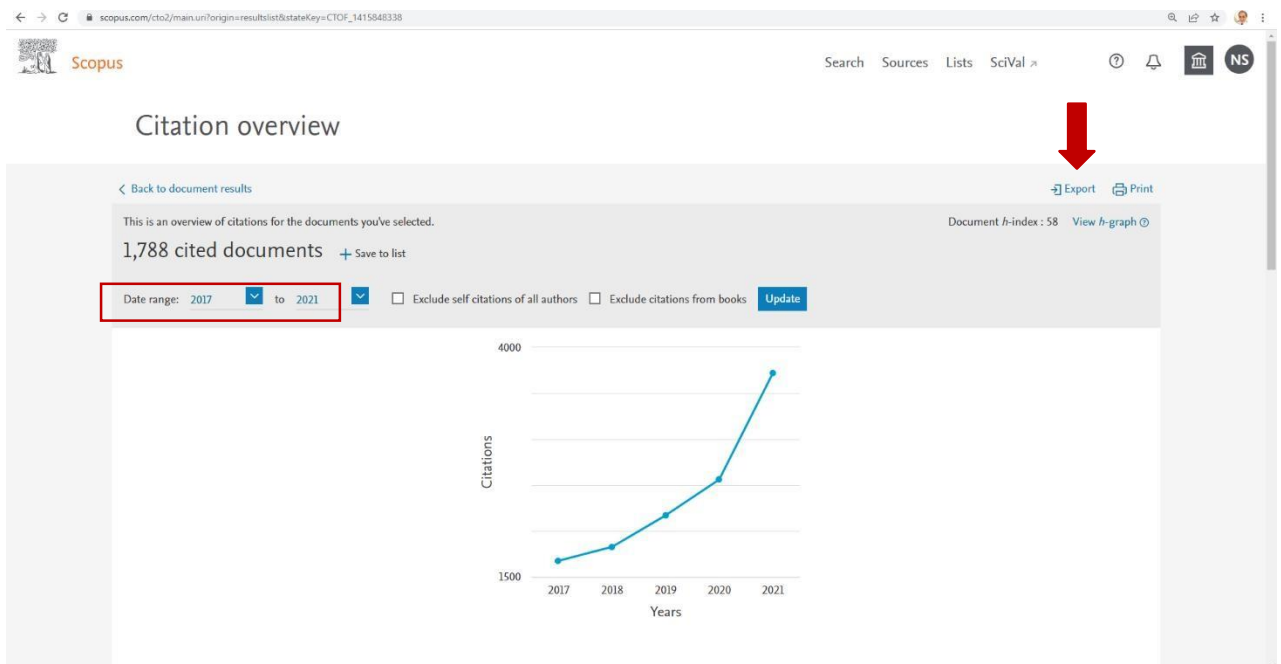 scopus.com/cto2/main.uri?origin=resultslist&stateKey=CTOF_1415848338
Scopus
Search Sources Lists SciVal
NS
Citation overview
Back to document results
Export Print
This is an overview of citations for the documents you've selected.
Document h-index : 58 View h-graph
1,788 cited documents + Save to list
Date range: 2017 to 2021 Exclude self citations of all authors Exclude citations from books Update
4000
Citations
1500
2017 2018 2019 2020 2021
Years